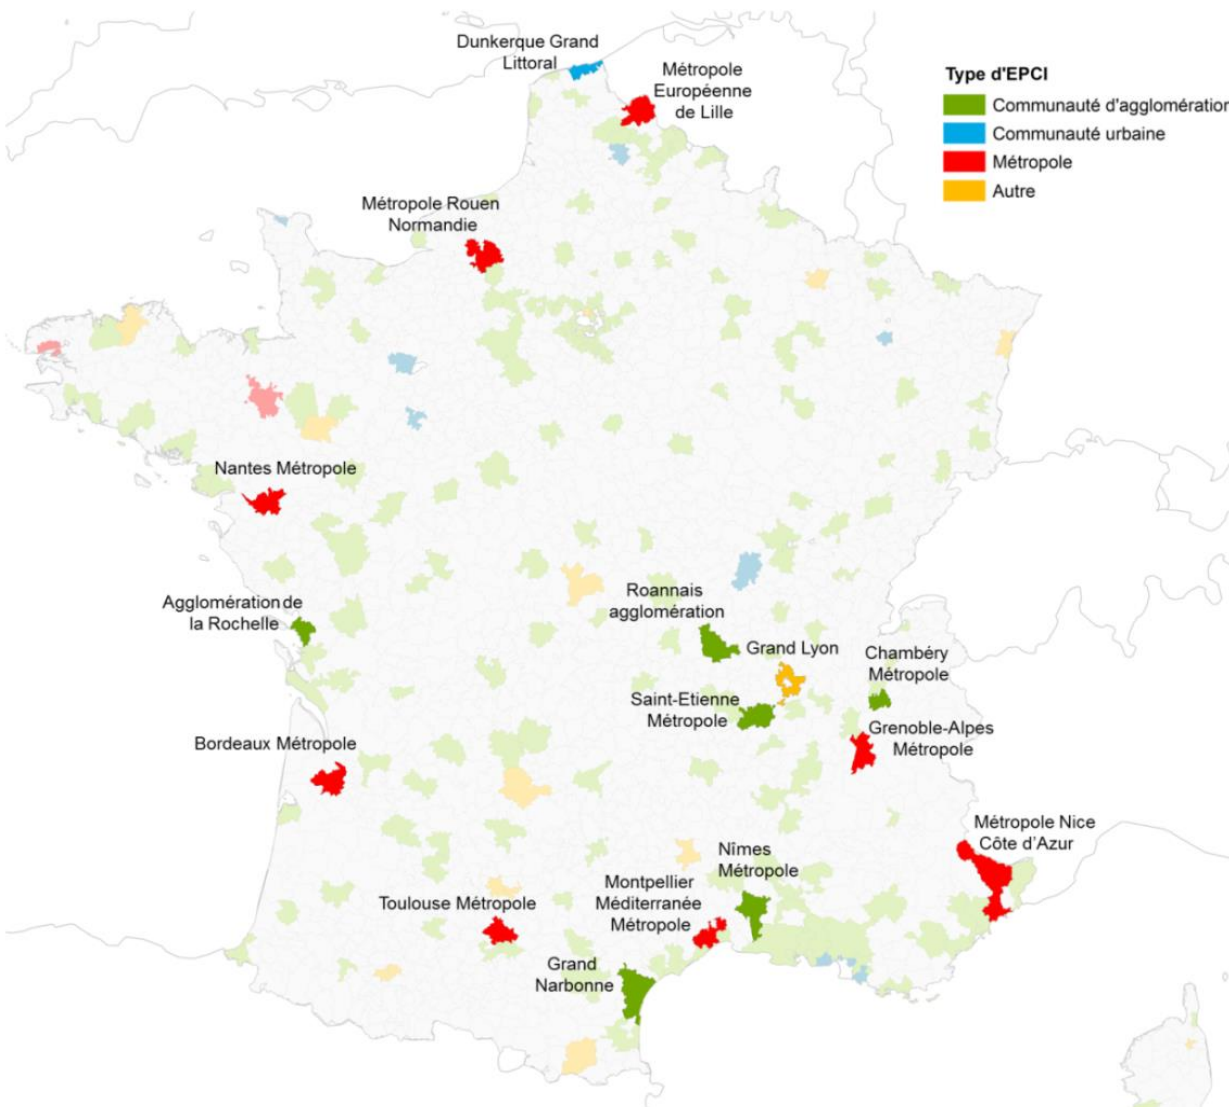 Dunkerque Grand
Littoral
Métropole
Européenne
de Lille
Type d'EPCI
Communauté d'agglomération
Communauté urbaine
Métropole
Autre
Métropole Rouen
Normandie
Nantes Métropole
Agglomération de
la Rochelle
Roannais
agglomération
Grand Lyon
Chambéry
Métropole
Saint-Etienne
Métropole
Grenoble-Alpes
Métropole
Bordeaux Métropole
Métropole Nice
Côte d’Azur
Nîmes
Métropole
Montpellier
Méditerranée
Métropole
Toulouse Métropole
Grand
Narbonne